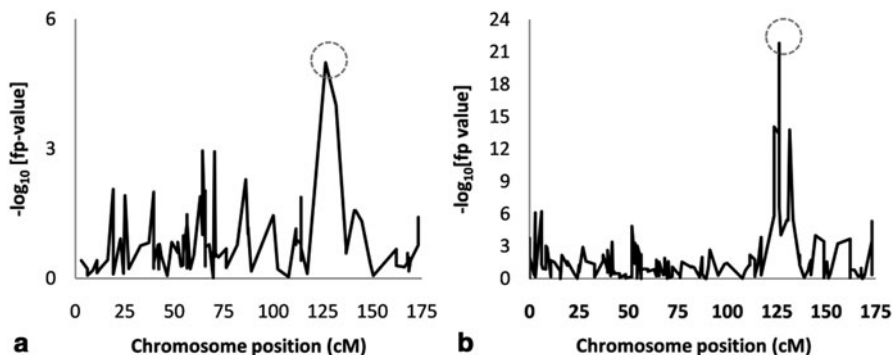 6
3
0
-log10 [fp-value]
0 25 50 75 100 125 150 175
a Chromosome position (cM)
24
21
18
15
12
9
6
3
0
-log10 [fp value]
0 25 50 75 100 125 150 175
b Chromosome position (cM)